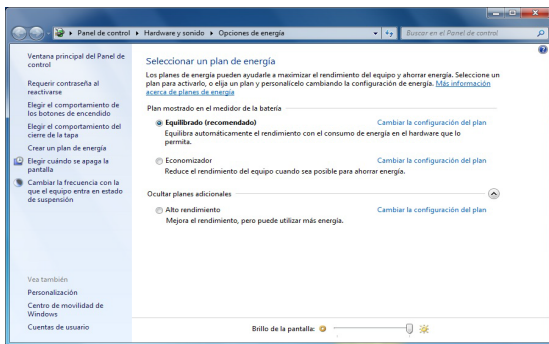 Panel de control ▸ Hardware y sonido ▸ Opciones de energía
Buscar en el Panel de control
Ventana principal del Panel de
control
Requerir contraseña al
reactivarse
Elegir el comportamiento de
los botones de encendido
Elegir el comportamiento del
cierre de la tapa
Crear un plan de energía
Elegir cuándo se apaga la
pantalla
Cambiar la frecuencia con la
que el equipo entra en estado
de suspensión
Vea también
Personalización
Centro de movilidad de
Windows
Cuentas de usuario
Seleccionar un plan de energía
Los planes de energía pueden ayudarle a maximizar el rendimiento del equipo y ahorrar energía. Seleccione un
plan para activarlo, o elija un plan y personalícelo cambiando la configuración de energía. Más información
acerca de planes de energía
Plan mostrado en el medidor de la batería
Equilibrado (recomendado) Cambiar la configuración del plan
Equilibra automáticamente el rendimiento con el consumo de energía en el hardware que lo
permita.
Economizador Cambiar la configuración del plan
Reduce el rendimiento del equipo cuando sea posible para ahorrar energía.
Ocultar planes adicionales
Alto rendimiento Cambiar la configuración del plan
Mejora el rendimiento, pero puede utilizar más energía.
Brillo de la pantalla: